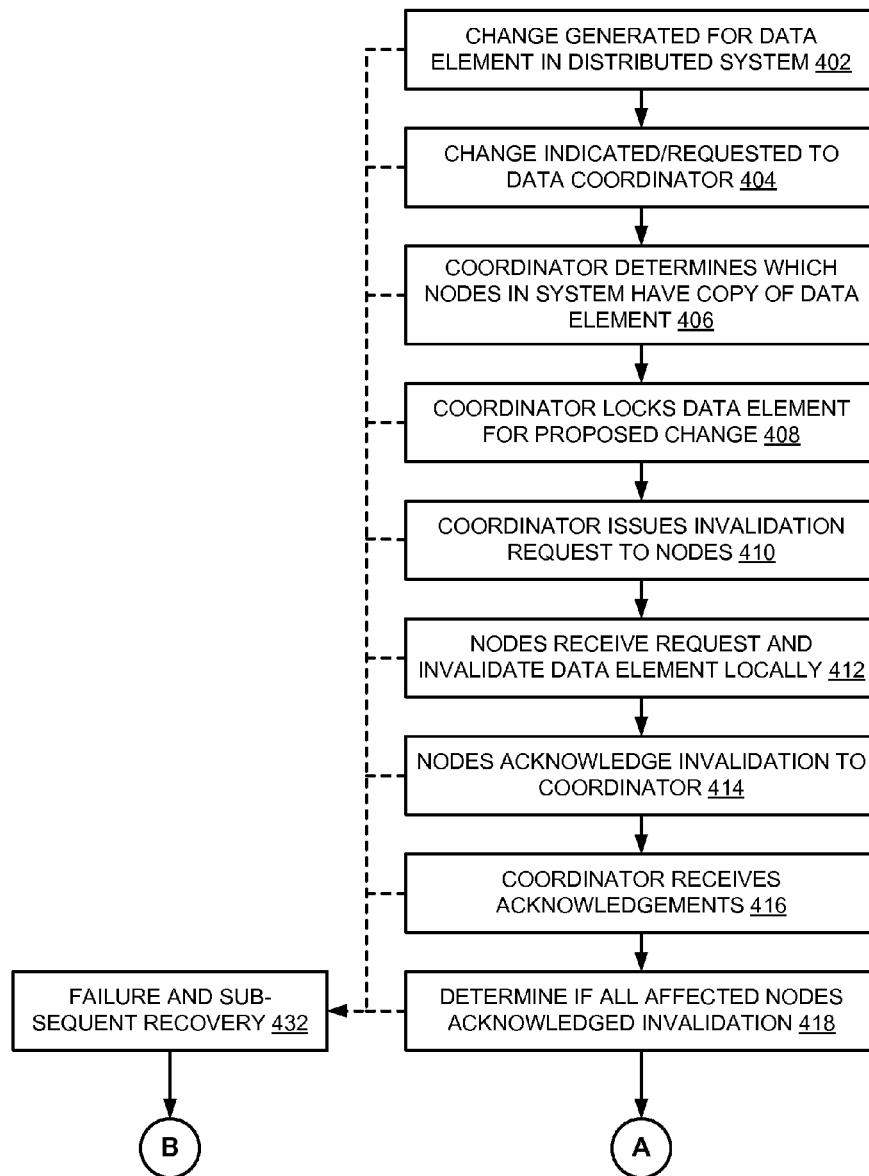 CHANGE GENERATED FOR DATA
ELEMENT IN DISTRIBUTED SYSTEM 402
CHANGE INDICATED/REQUESTED TO
DATA COORDINATOR 404
COORDINATOR DETERMINES WHICH
NODES IN SYSTEM HAVE COPY OF DATA
ELEMENT 406
COORDINATOR LOCKS DATA ELEMENT
FOR PROPOSED CHANGE 408
COORDINATOR ISSUES INVALIDATION
REQUEST TO NODES 410
NODES RECEIVE REQUEST AND
INVALIDATE DATA ELEMENT LOCALLY 412
NODES ACKNOWLEDGE INVALIDATION TO
COORDINATOR 414
COORDINATOR RECEIVES
ACKNOWLEDGEMENTS 416
FAILURE AND SUB-
SEQUENT RECOVERY 432
DETERMINE IF ALL AFFECTED NODES
ACKNOWLEDGED INVALIDATION 418
B
A